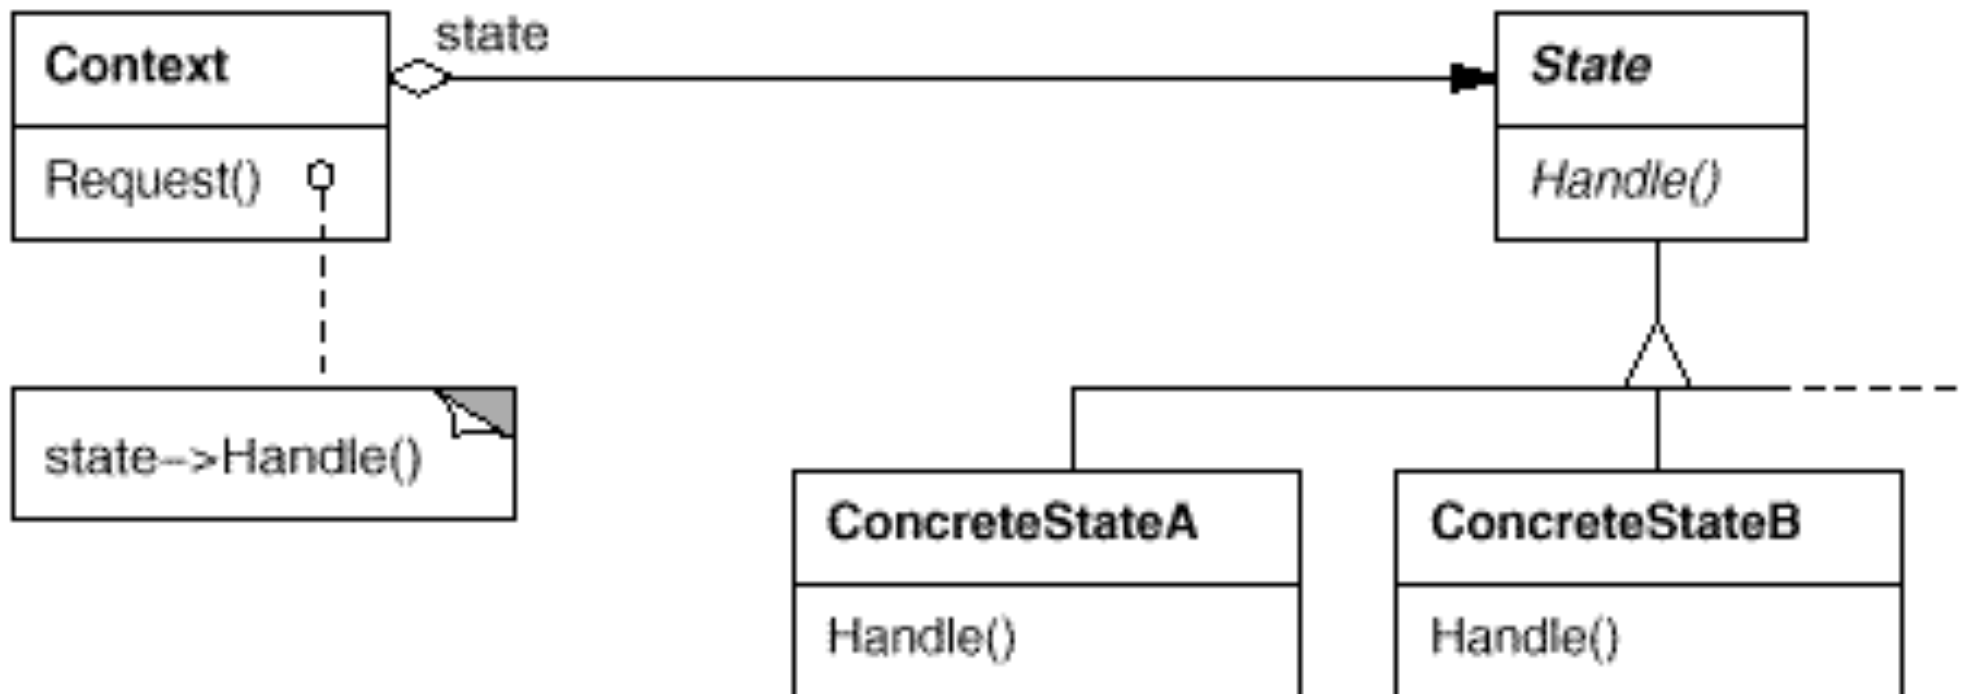 Context
Request()
state
State
Handle()
state–>Handle()
ConcreteStateA
Handle()
ConcreteStateB
Handle()